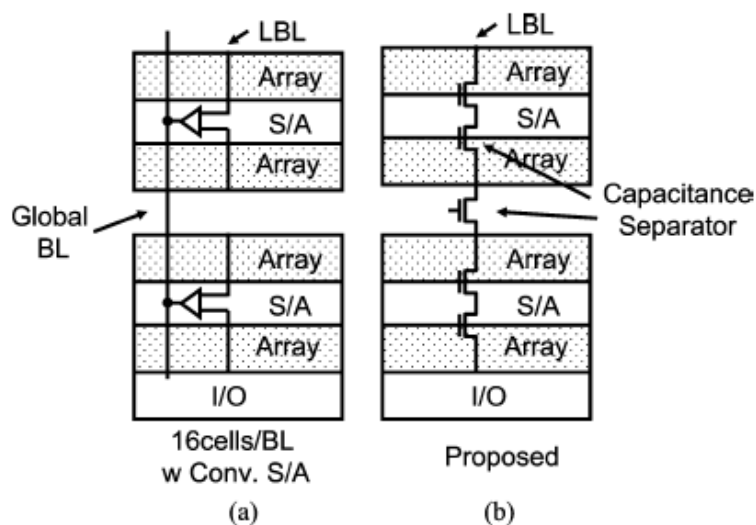 LBL
Array
S/A
Array
Global
BL
Array
S/A
Array
I/O
16cells/BL
w Conv. S/A
(a)
LBL
Array
S/A
Array
Capacitance
Separator
Array
S/A
Array
I/O
Proposed
(b)